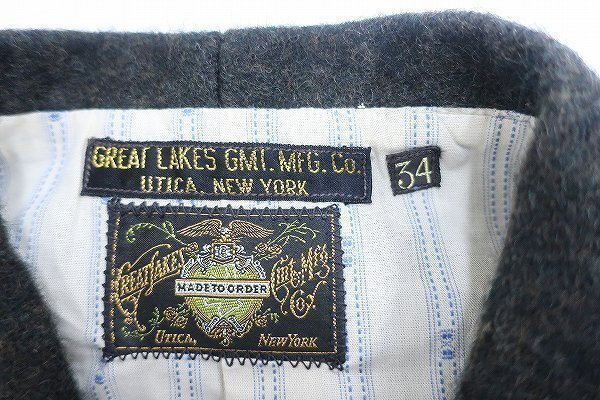 GREAT LAKES GMT. MFG. Co.
UTICA, NEW YORK
34
GREAT LAKES GMT. MFG. Co.
MADE TO ORDER
UTICA, NEW YORK